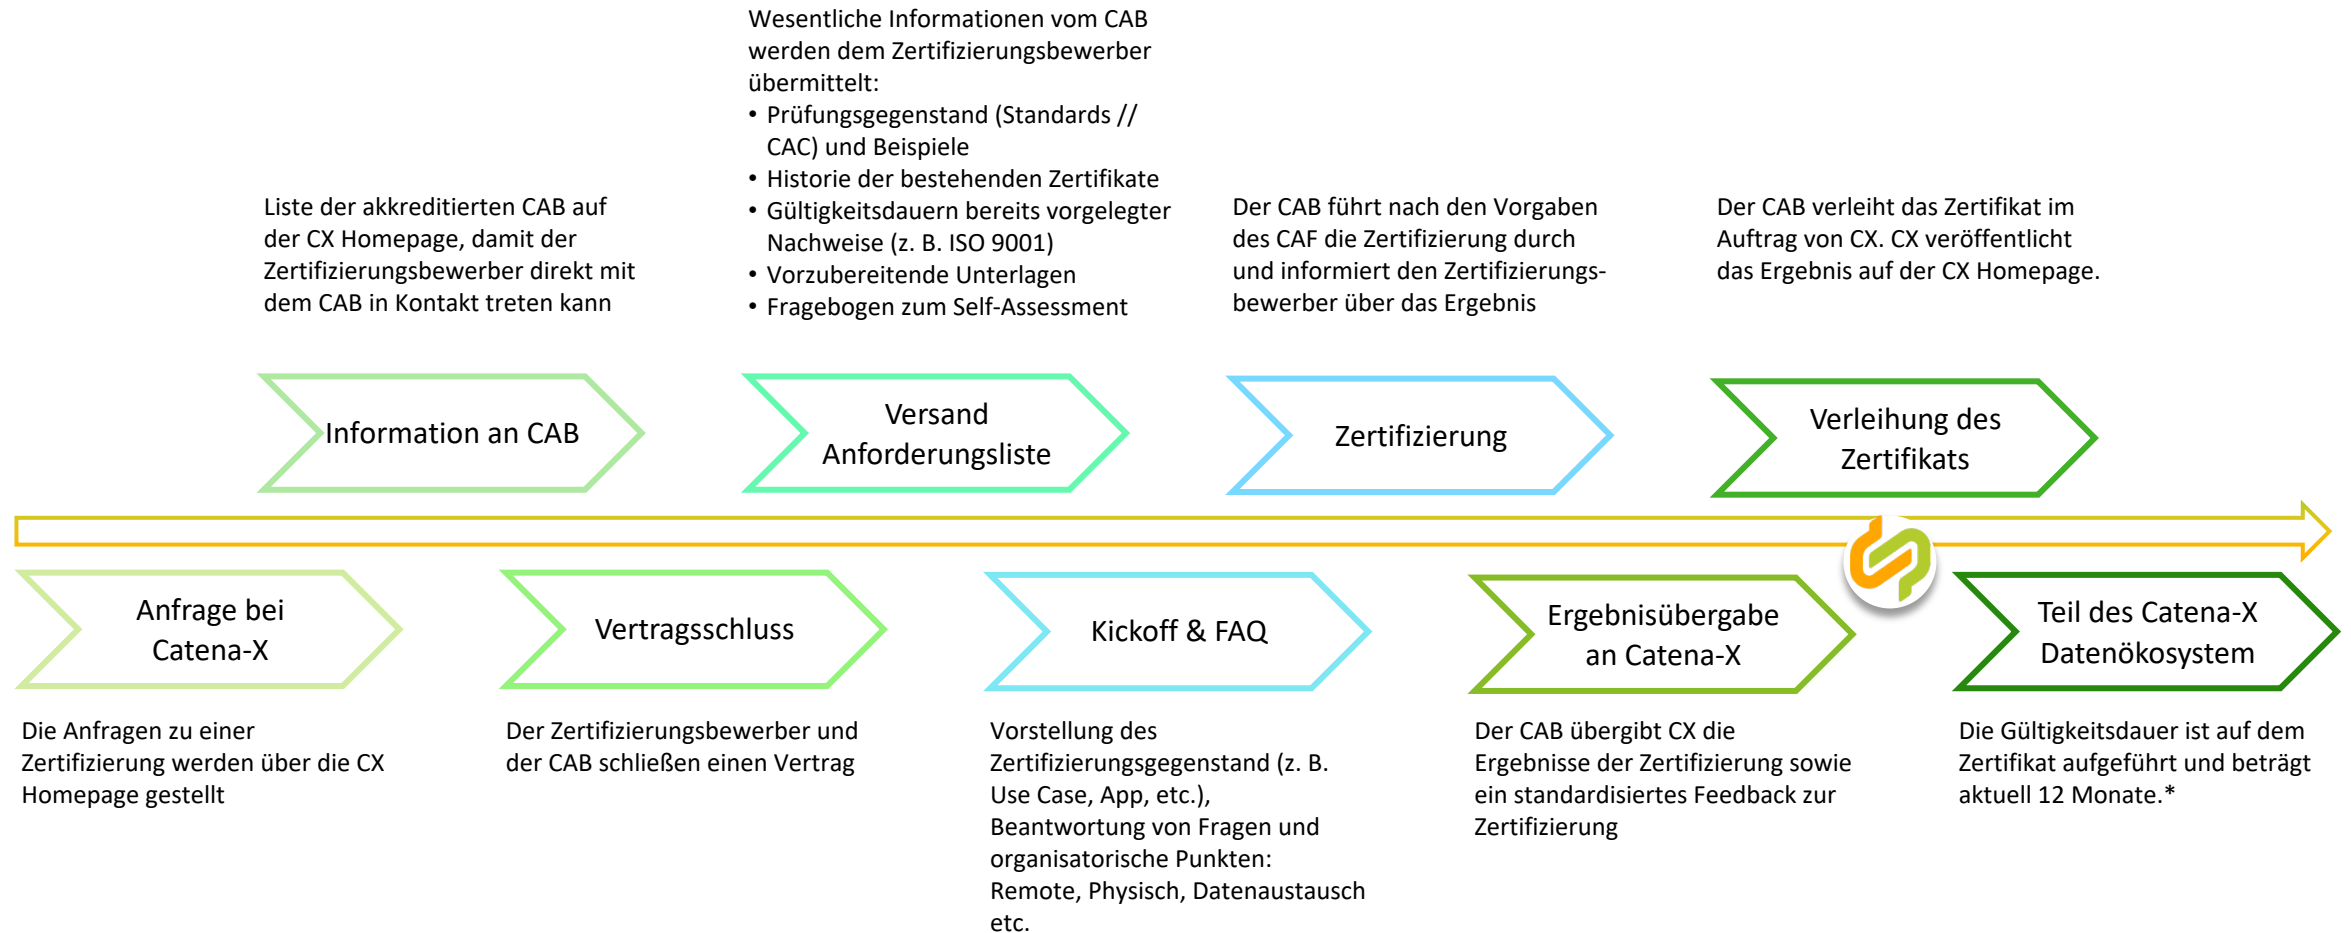 Wesentliche Informationen vom CAB
werden dem Zertifizierungsbewerber
übermittelt:
• Prüfungsgegenstand (Standards //
CAC) und Beispiele
• Historie der bestehenden Zertifikate
• Gültigkeitsdauern bereits vorgelegter
Nachweise (z. B. ISO 9001)
• Vorzubereitende Unterlagen
• Fragebogen zum Self-Assessment
Liste der akkreditierten CAB auf
der CX Homepage, damit der
Zertifizierungsbewerber direkt mit
dem CAB in Kontakt treten kann
Der CAB führt nach den Vorgaben
des CAF die Zertifizierung durch
und informiert den Zertifizierungs-
bewerber über das Ergebnis
Der CAB verleiht das Zertifikat im
Auftrag von CX. CX veröffentlicht
das Ergebnis auf der CX Homepage.
Information an CAB
Versand
Anforderungsliste
Zertifizierung
Verleihung des
Zertifikats
Anfrage bei
Catena-X
Vertragsschluss
Kickoff & FAQ
Ergebnisübergabe
an Catena-X
Teil des Catena-X
Datenökosystem
Die Anfragen zu einer
Zertifizierung werden über die CX
Homepage gestellt
Der Zertifizierungsbewerber und
der CAB schließen einen Vertrag
Vorstellung des
Zertifizierungsgegenstand (z. B.
Use Case, App, etc.),
Beantwortung von Fragen und
organisatorische Punkten:
Remote, Physisch, Datenaustausch
etc.
Der CAB übergibt CX die
Ergebnisse der Zertifizierung sowie
ein standardisiertes Feedback zur
Zertifizierung
Die Gültigkeitsdauer ist auf dem
Zertifikat aufgeführt und beträgt
aktuell 12 Monate.*